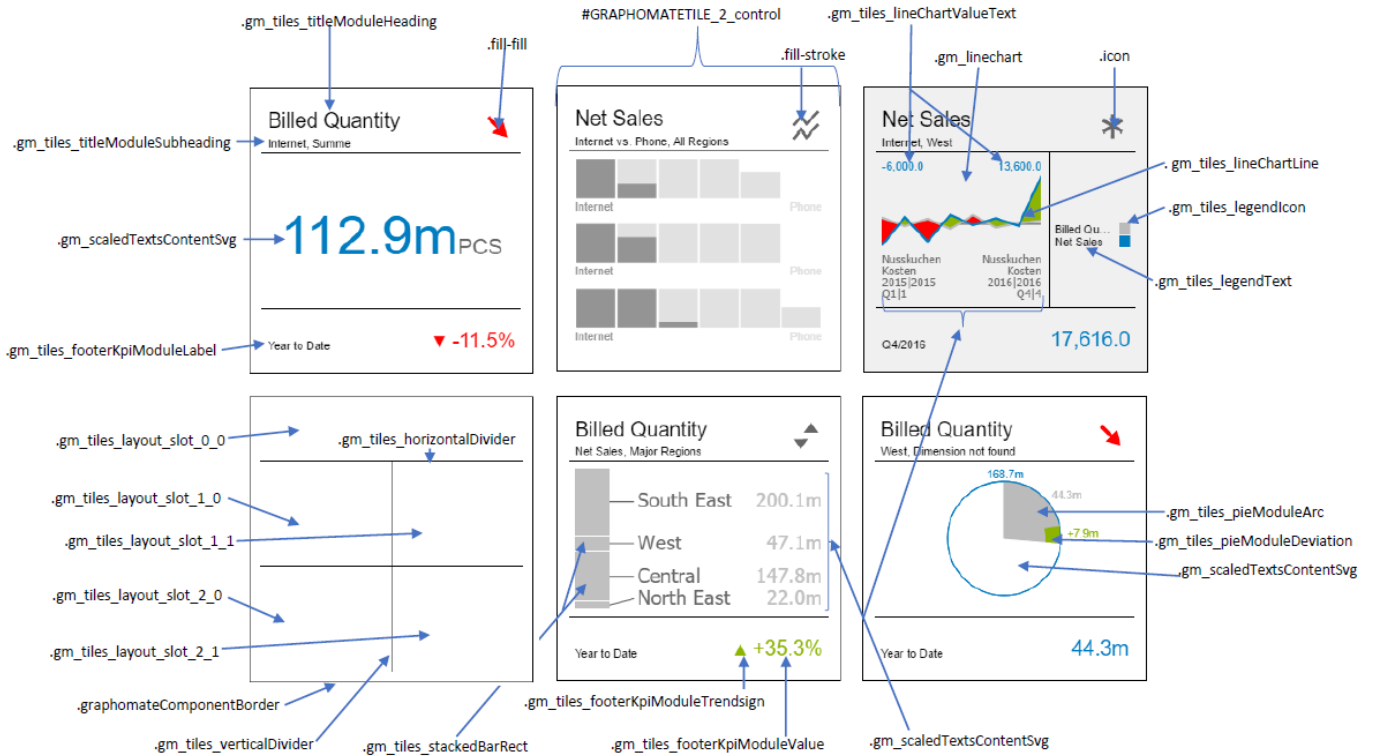 .gm_tiles_titleModuleHeading
#GRAPHOMATETILE_2_control
.gm_tiles_lineChartValueText
.fill-fill
.fill-stroke
.gm_linechart
.icon
.gm_tiles_titleModuleSubheading
Billed Quantity
Internet, Summe
112.9m PCS
.gm_scaledTextsContentSvg
Year to Date
▼ -11.5%
.gm_tiles_footerKpiModuleLabel
Net Sales
Internet vs. Phone, All Regions
Internet
Phone
Internet
Phone
Internet
Phone
Net Sales
Internet, West
-6,000.0
13,600.0
Nusskuchen
Kosten
2015|2015
Q1|1
Nusskuchen
Kosten
2016|2016
Q4|4
Billed Qu...
Net Sales
Q4/2016
17,616.0
.gm_tiles_lineChartLine
.gm_tiles_legendIcon
.gm_tiles_legendText
.gm_tiles_layout_slot_0_0
.gm_tiles_horizontalDivider
.gm_tiles_layout_slot_1_0
.gm_tiles_layout_slot_1_1
.gm_tiles_layout_slot_2_0
.gm_tiles_layout_slot_2_1
.graphomateComponentBorder
.gm_tiles_verticalDivider
.gm_tiles_stackedBarRect
Billed Quantity
Net Sales, Major Regions
South East 200.1m
West 47.1m
Central 147.8m
North East 22.0m
Year to Date
▲ +35.3%
.gm_tiles_footerKpiModuleTrendsign
.gm_tiles_footerKpiModuleValue
Billed Quantity
West, Dimension not found
168.7m
44.3m
+7.9m
Year to Date
44.3m
.gm_tiles_pieModuleArc
.gm_tiles_pieModuleDeviation
.gm_scaledTextsContentSvg
.gm_scaledTextsContentSvg